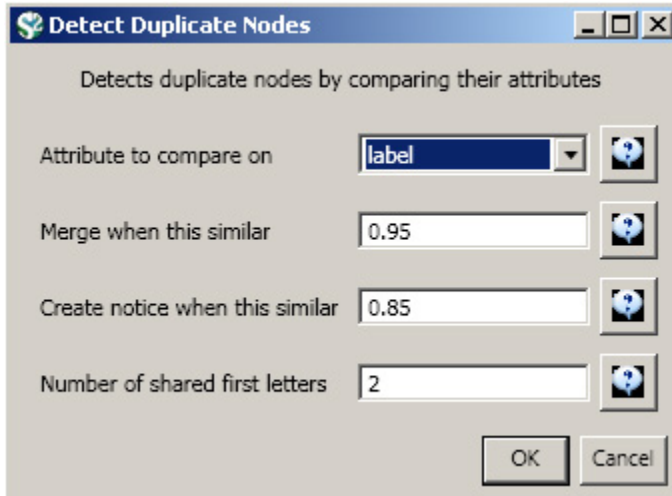 Detect Duplicate Nodes
Detects duplicate nodes by comparing their attributes
Attribute to compare on label
Merge when this similar 0.95
Create notice when this similar 0.85
Number of shared first letters 2
OK Cancel